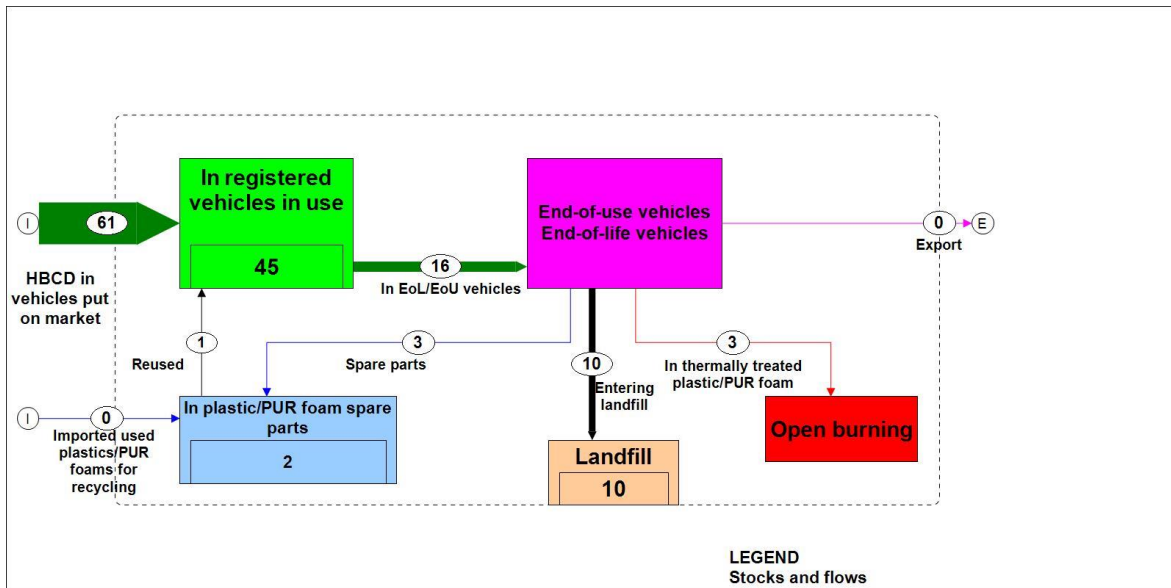 In registered
vehicles in use
45
I
61
HBCD in
vehicles put
on market
16
In EoL/EoU vehicles
End-of-use vehicles
End-of-life vehicles
0
E
Export
1
Reused
3
Spare parts
10
Entering
landfill
3
In thermally treated
plastic/PUR foam
I
0
Imported used
plastics/PUR
foams for
recycling
In plastic/PUR foam spare
parts
2
Landfill
10
Open burning
LEGEND
Stocks and flows